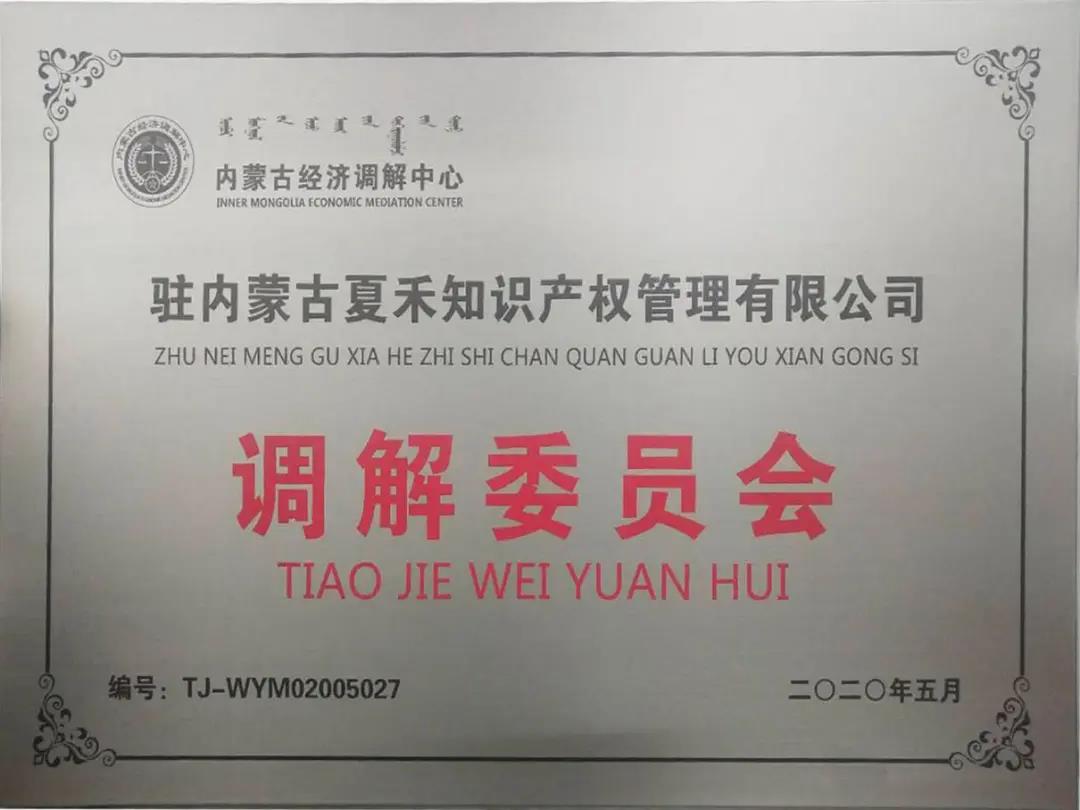 内蒙古经济调解中心
INNER MONGOLIA ECONOMIC MEDIATION CENTER
驻内蒙古夏禾知识产权管理有限公司
ZHU NEI MENG GU XIA HE ZHI SHI CHAN QUAN GUAN LI YOU XIAN GONG SI
调解委员会
TIAO JIE WEI YUAN HUI
编号：TJ-WYM02005027
二〇二〇年五月